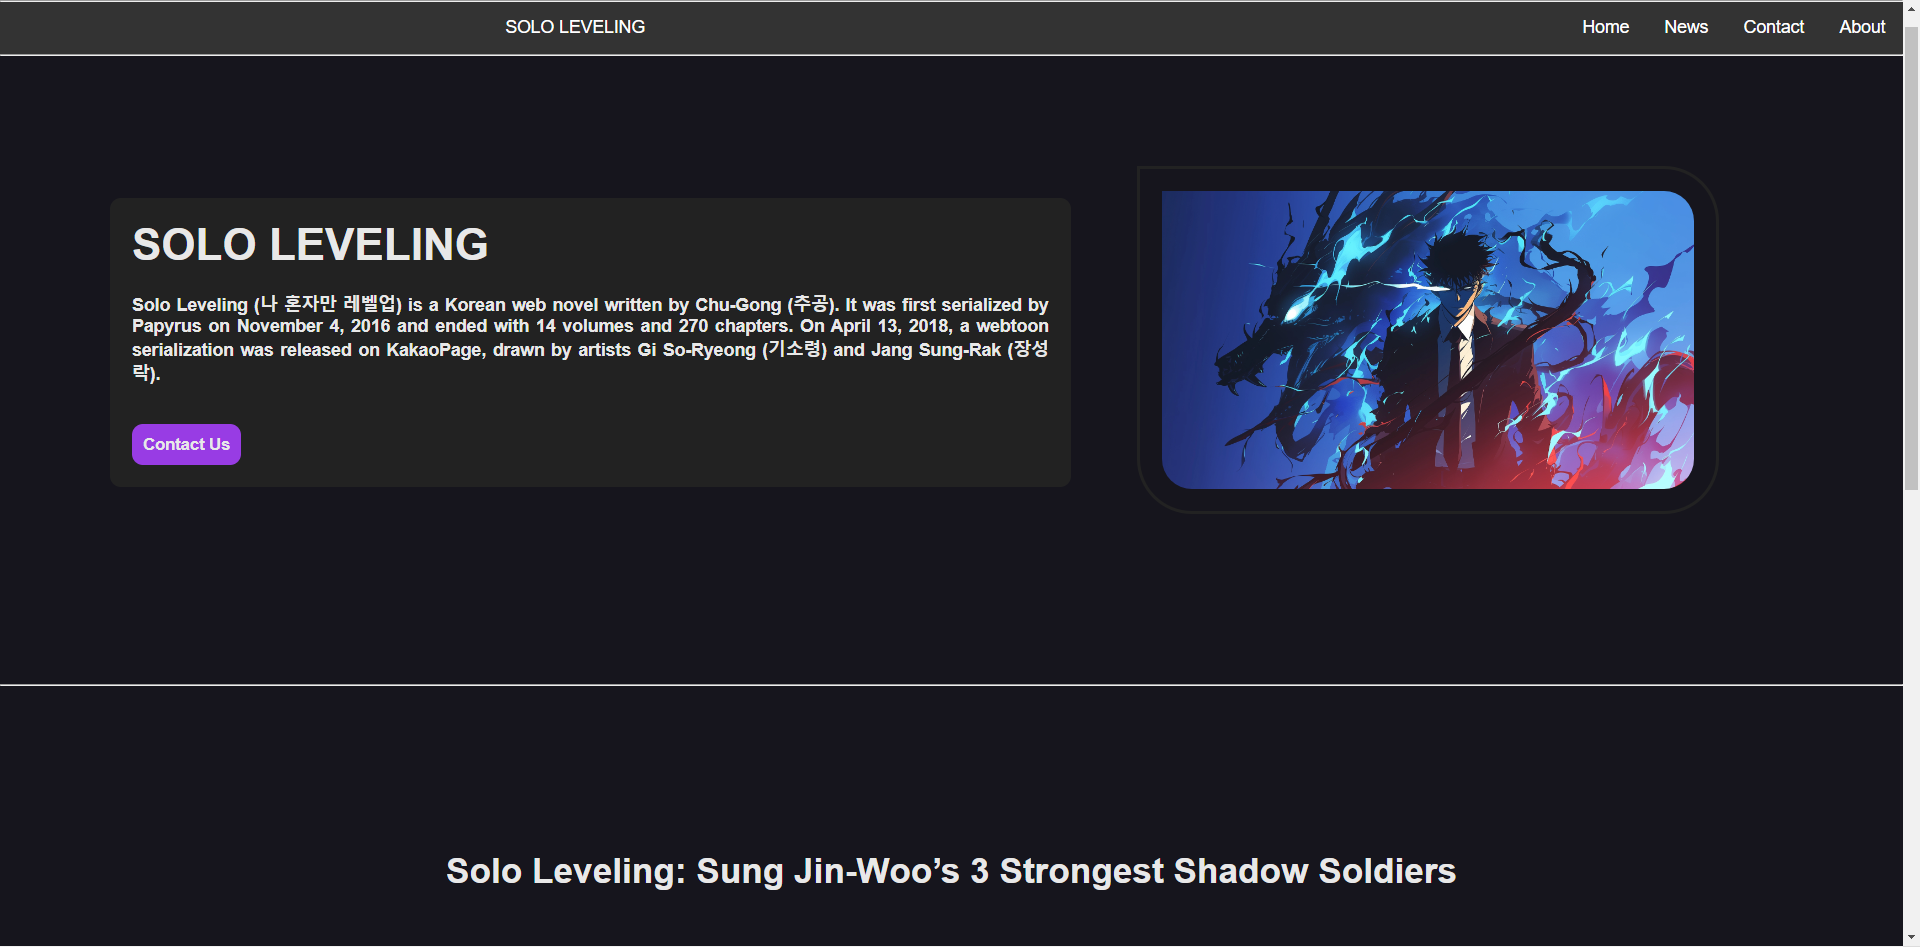 SOLO LEVELING
Home News Contact About
SOLO LEVELING
Solo Leveling (나 혼자만 레벨업) is a Korean web novel written by Chu-Gong (추공). It was first serialized by
Papyrus on November 4, 2016 and ended with 14 volumes and 270 chapters. On April 13, 2018, a webtoon
serialization was released on KakaoPage, drawn by artists Gi So-Ryeong (기소령) and Jang Sung-Rak (장성
락).
Contact Us
Solo Leveling: Sung Jin-Woo’s 3 Strongest Shadow Soldiers